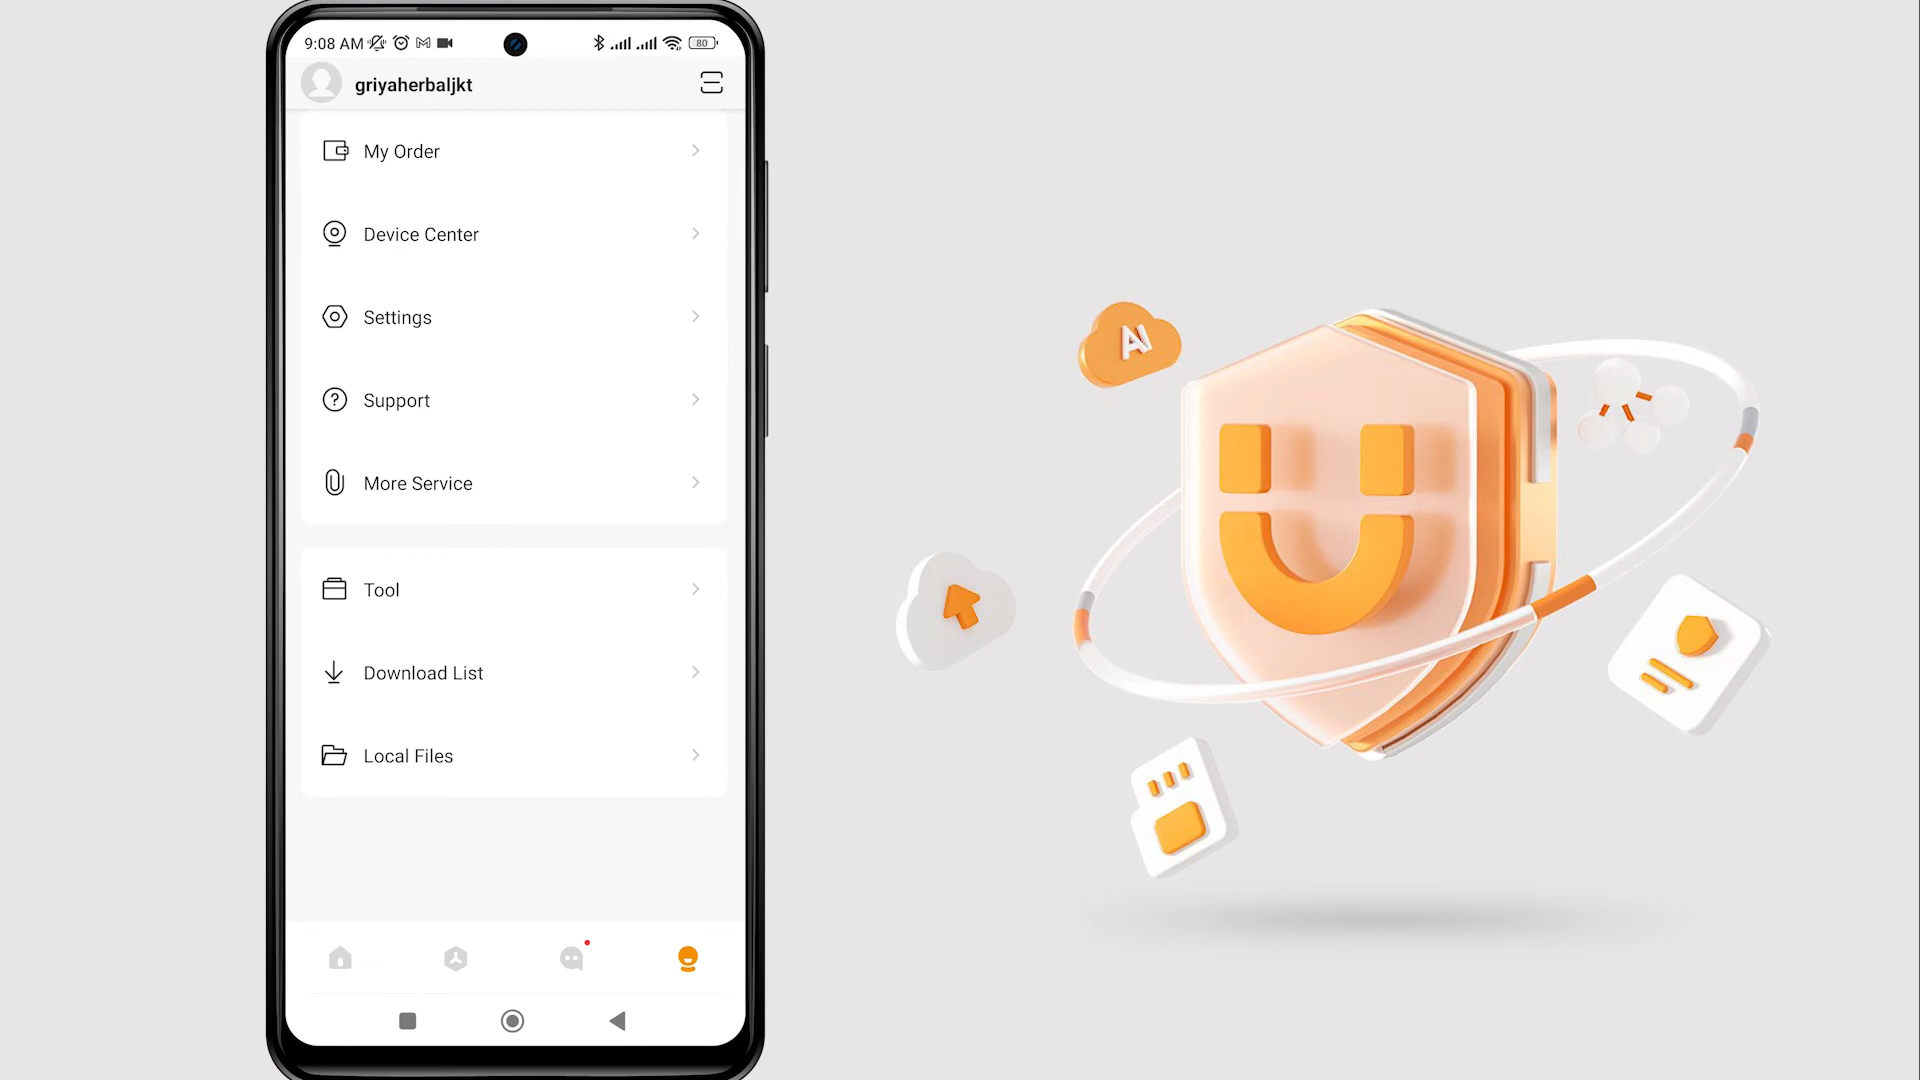 9:08 AM
80
griyaherbaljkt
My Order
Device Center
Settings
Support
More Service
Tool
Download List
Local Files
AI